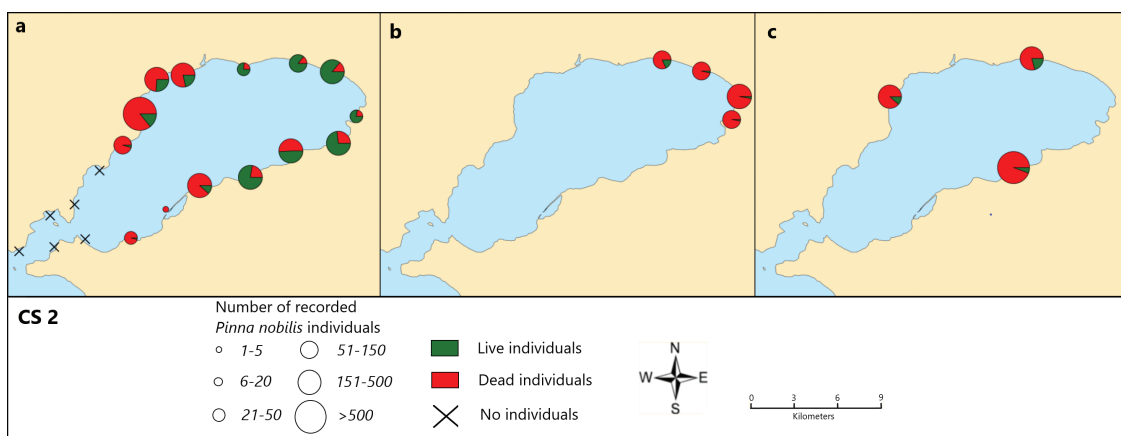 a
b
c
CS 2
Number of recorded
Pinna nobilis individuals
1-5
51-150
6-20
151-500
21-50
>500
Live individuals
Dead individuals
No individuals
N
W E
S
0 3 6 9
Kilometers